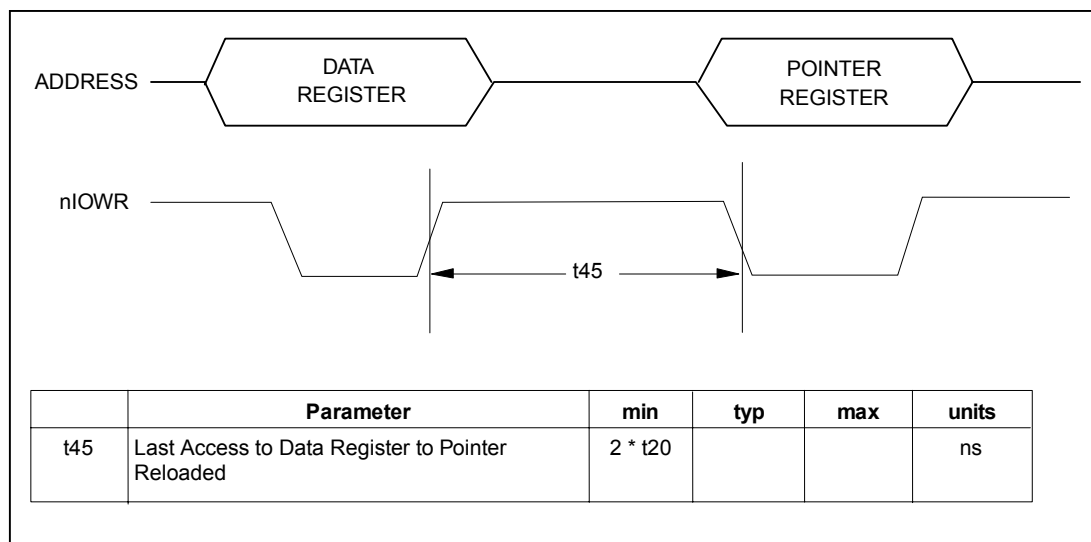 ADDRESS
DATA
REGISTER
POINTER
REGISTER
nIOWR
t45
Parameter min typ max units
t45 Last Access to Data Register to Pointer 2 * t20 ns
Reloaded